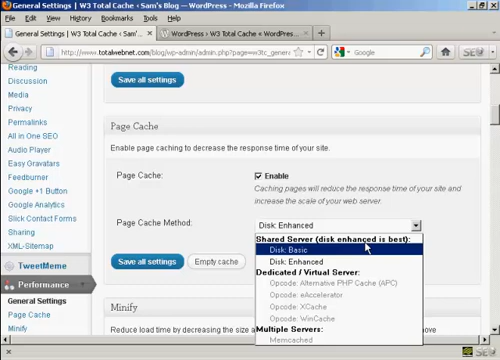 General Settings ‹ W3 Total Cache ‹ Sam's Blog — WordPress — Mozilla Firefox
File Edit View History Bookmarks Tools Help
General Settings ‹ W3 Total Cache ‹ Sam's B...
WordPress › W3 Total Cache « WordPress...
http://www.totalwebnet.com/blog/wp-admin/admin.php?page=w3tc_general
Google
SEO
Reading
Discussion
Media
Privacy
Permalinks
All in One SEO
Audio Player
Easy Gravatars
Feedburner
Google +1 Button
Google XML
Slick Contact Forms
Sharing
XML-Sitemap
TweetMeme
Performance
General Settings
Page Cache
Minify
Save all settings
Page Cache
Enable page caching to decrease the response time of your site.
Page Cache:
Enable
Caching pages will reduce the response time of your site and
increase the scale of your web server.
Page Cache Method:
Disk: Enhanced
Shared Server (disk enhanced is best):
Disk: Basic
Disk: Enhanced
Dedicated / Virtual Server:
Opcode: Alternative PHP Cache (APC)
Opcode: eAccelerator
Opcode: XCache
Opcode: WinCache
Multiple Servers:
Memcached
Save all settings
Empty cache
Minify
Reduce load time by decreasing the size a
SEO